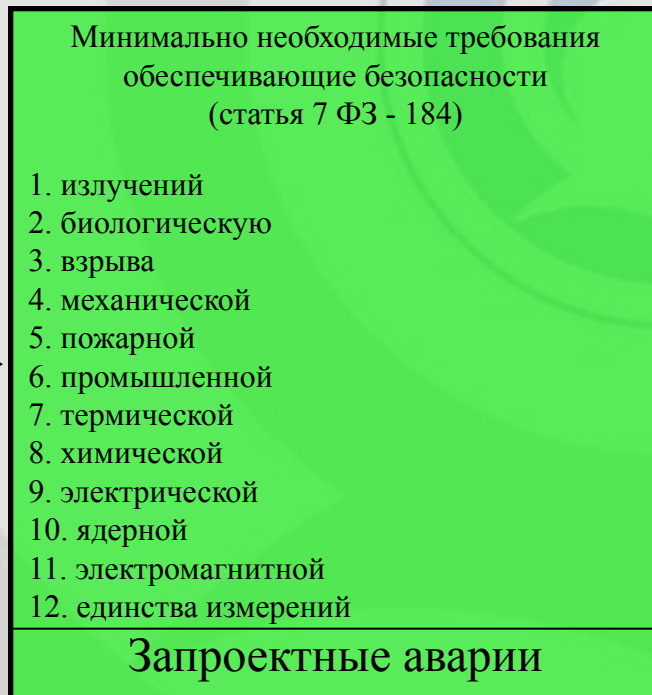 Минимально необходимые требования
обеспечивающие безопасности
(статья 7 ФЗ - 184)
1. излучений
2. биологическую
3. взрыва
4. механической
5. пожарной
6. промышленной
7. термической
8. химической
9. электрической
10. ядерной
11. электромагнитной
12. единства измерений
Запроектные аварии